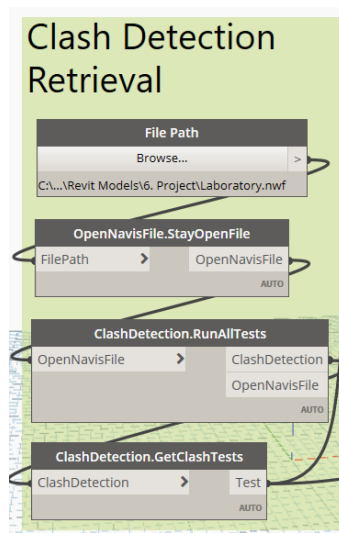 Clash Detection
Retrieval
File Path
Browse... >
C:\...\Revit Models\6. Project\Laboratory.nwf
OpenNavisFile.StayOpenFile
FilePath > OpenNavisFile
AUTO
ClashDetection.RunAllTests
OpenNavisFile > ClashDetection
OpenNavisFile
AUTO
ClashDetection.GetClashTests
ClashDetection > Test
AUTO